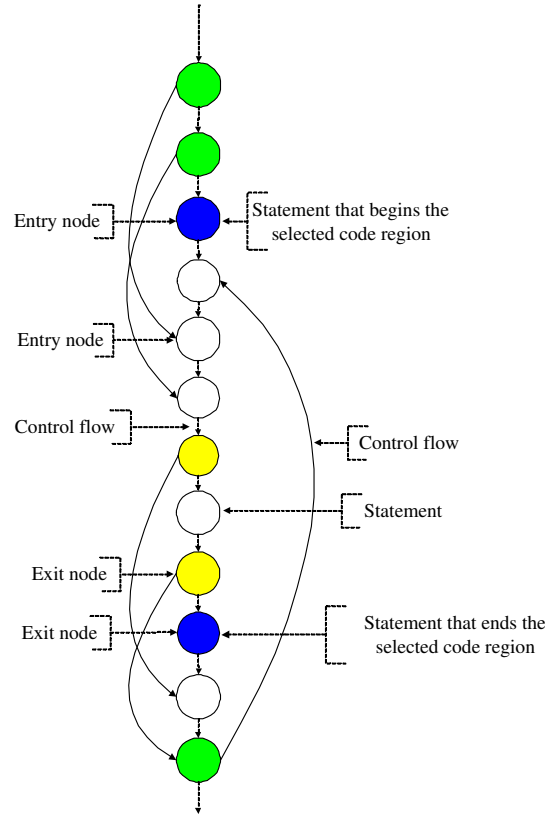 Entry node
Statement that begins the
selected code region
Entry node
Control flow
Control flow
Statement
Exit node
Exit node
Statement that ends the
selected code region